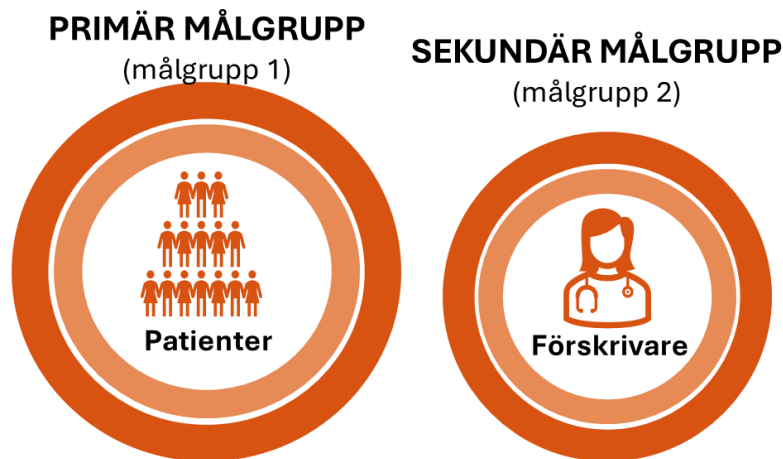 PRIMÄR MÅLGRUPP
(målgrupp 1)
Patienter
SEKUNDÄR MÅLGRUPP
(målgrupp 2)
Förskrivare